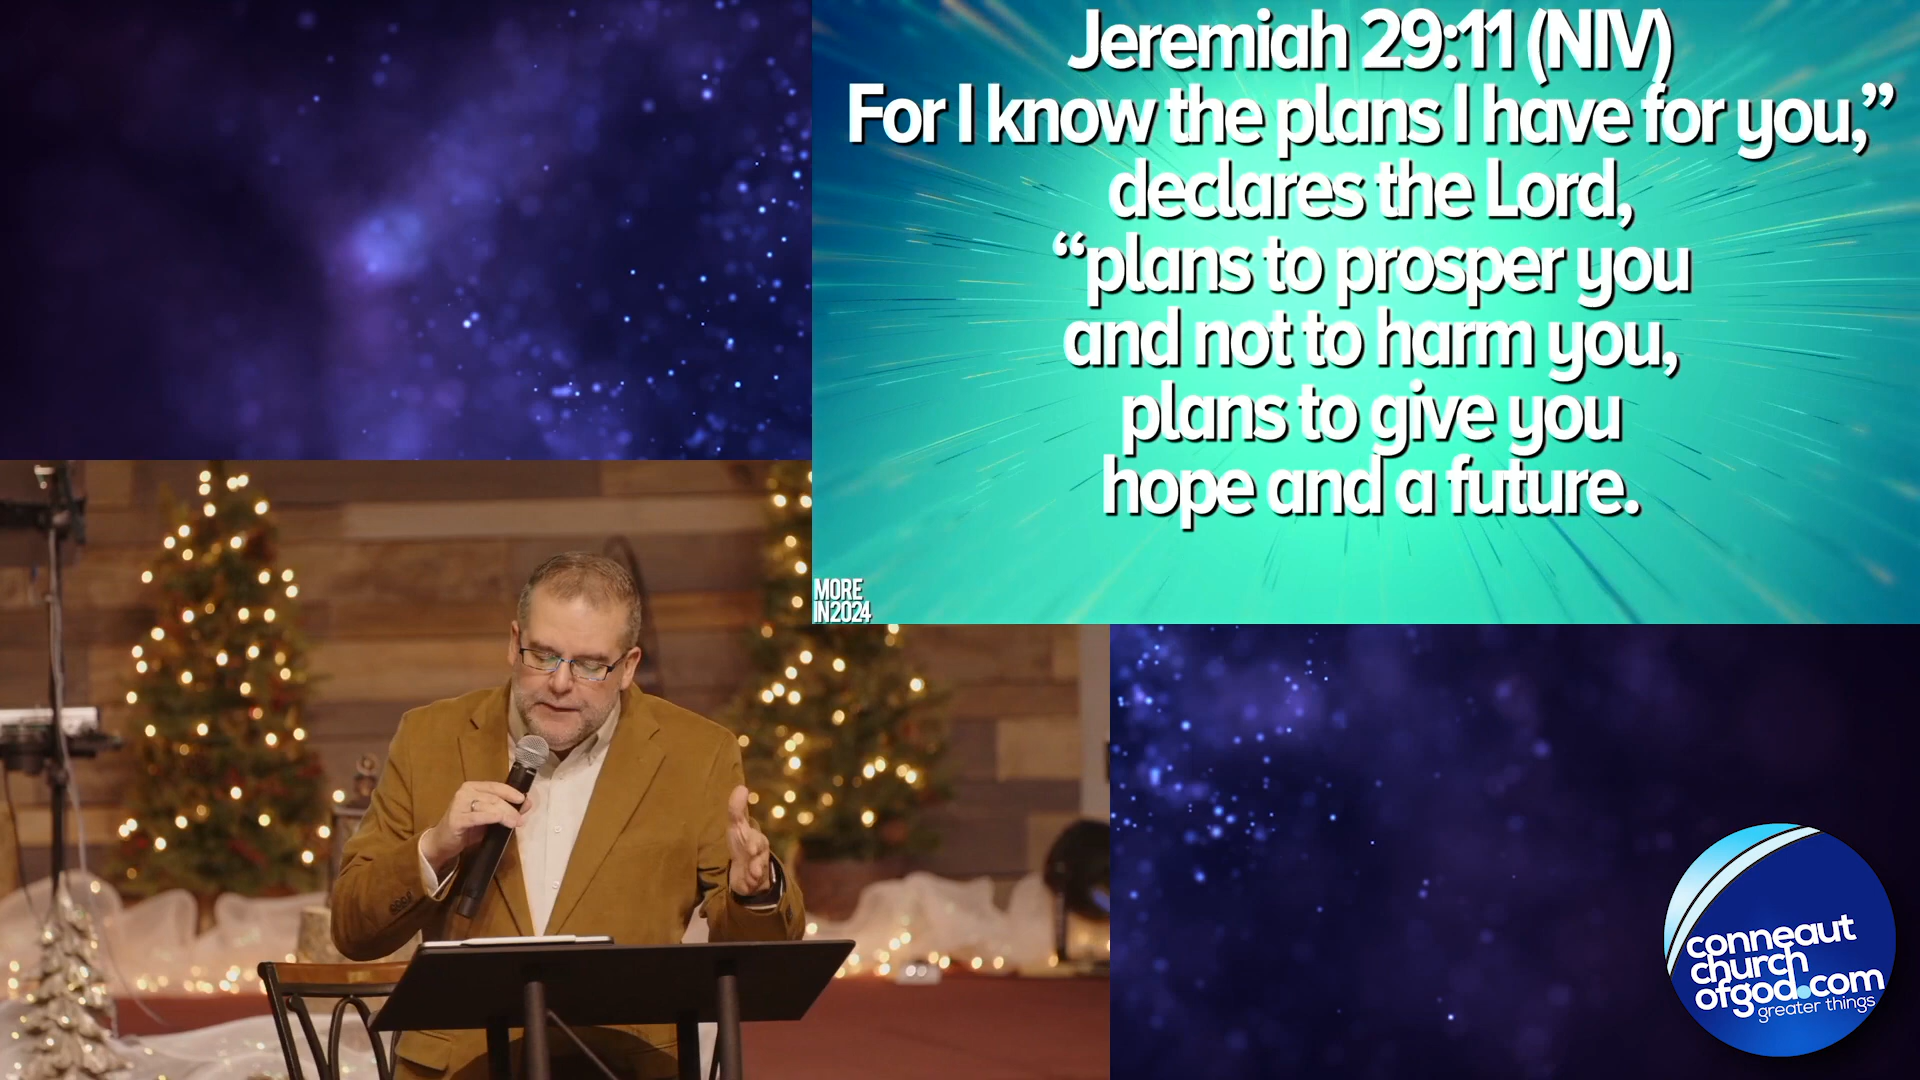 Jeremiah 29:11 (NIV)
For I know the plans I have for you,”
declares the Lord,
“plans to prosper you
and not to harm you,
plans to give you
hope and a future.
MORE
IN2024
conneaut
church
ofgod.com
greater things